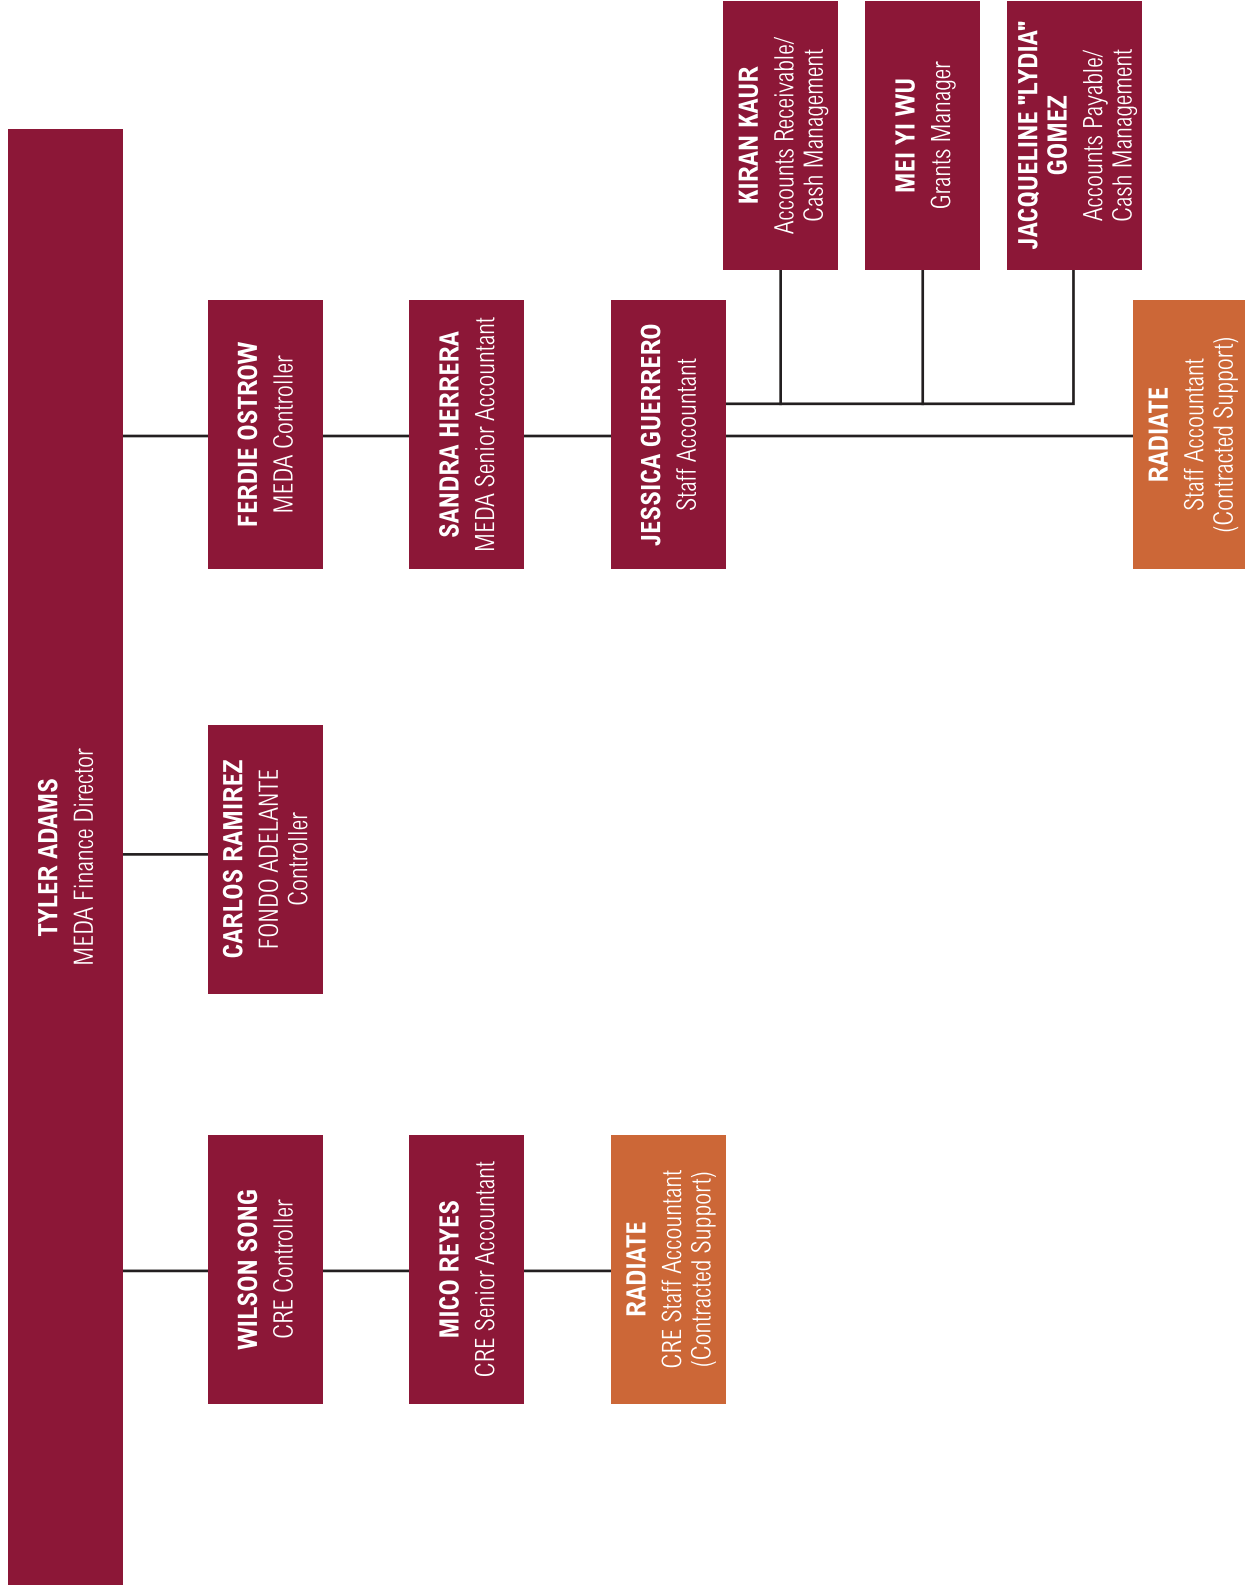 TYLER ADAMS
MEDA Finance Director
WILSON SONG
CRE Controller
CARLOS RAMIREZ
FONDO ADELANTE
Controller
FERDIE OSTROW
MEDA Controller
MICO REYES
CRE Senior Accountant
SANDRA HERRERA
MEDA Senior Accountant
RADIATE
CRE Staff Accountant
(Contracted Support)
JESSICA GUERRERO
Staff Accountant
KIRAN KAUR
Accounts Receivable/
Cash Management
MEI YI WU
Grants Manager
JACQUELINE "LYDIA"
GOMEZ
Accounts Payable/
Cash Management
RADIATE
Staff Accountant
(Contracted Support)